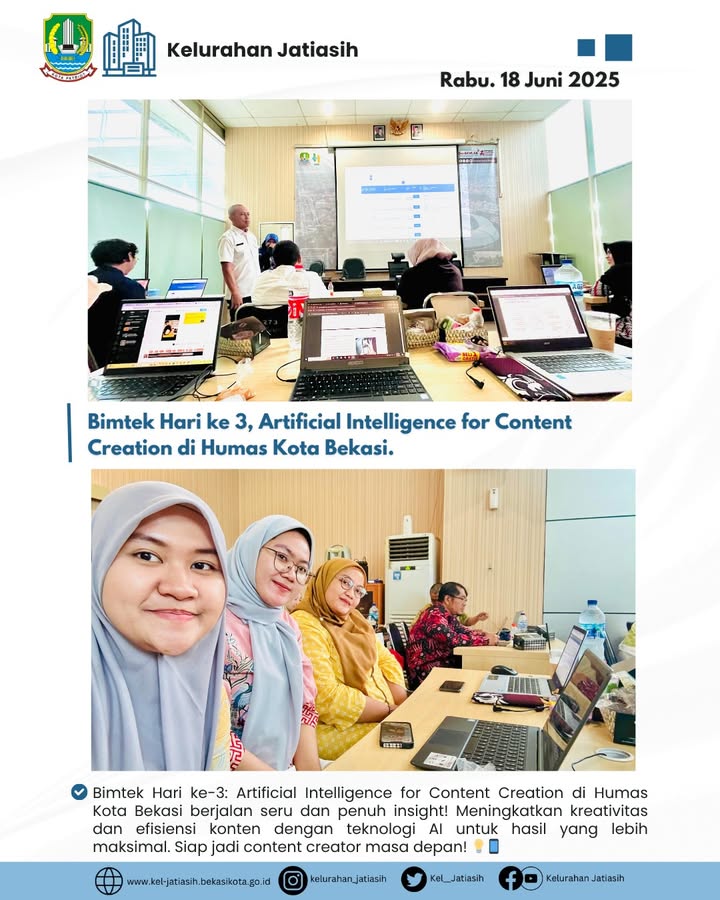 Kelurahan Jatiasih
Rabu. 18 Juni 2025
Bimtek Hari ke 3, Artificial Intelligence for Content
Creation di Humas Kota Bekasi.
Bimtek Hari ke-3: Artificial Intelligence for Content Creation di Humas
Kota Bekasi berjalan seru dan penuh insight! Meningkatkan kreativitas
dan efisiensi konten dengan teknologi AI untuk hasil yang lebih
maksimal. Siap jadi content creator masa depan! 💡📱
www.kel-jatiasih.bekasikota.go.id
kelurahan_jatiasih
Kel_Jatiasih
Kelurahan Jatiasih